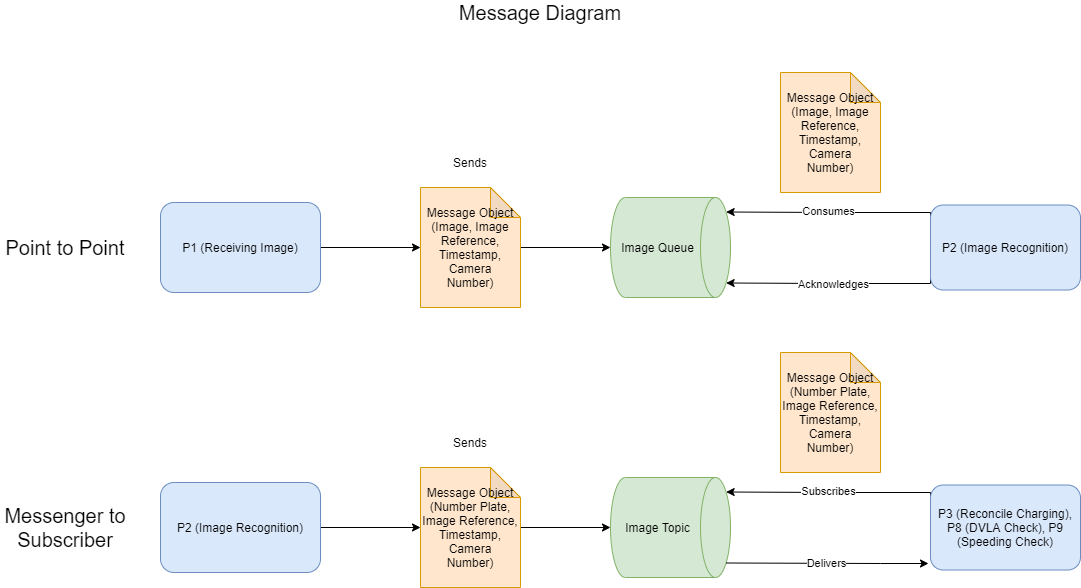 Message Diagram
Message Object
(Image, Image
Reference,
Timestamp,
Camera
Number)
Sends
Point to Point
P1 (Receiving Image)
Message Object
(Image, Image
Reference,
Timestamp,
Camera
Number)
Image Queue
Consumes
Acknowledges
P2 (Image Recognition)
Message Object
(Number Plate,
Image Reference,
Timestamp,
Camera
Number)
Sends
Messenger to
Subscriber
P2 (Image Recognition)
Message Object
(Number Plate,
Image Reference,
Timestamp,
Camera
Number)
Image Topic
Subscribes
Delivers
P3 (Reconcile Charging),
P8 (DVLA Check), P9
(Speeding Check)